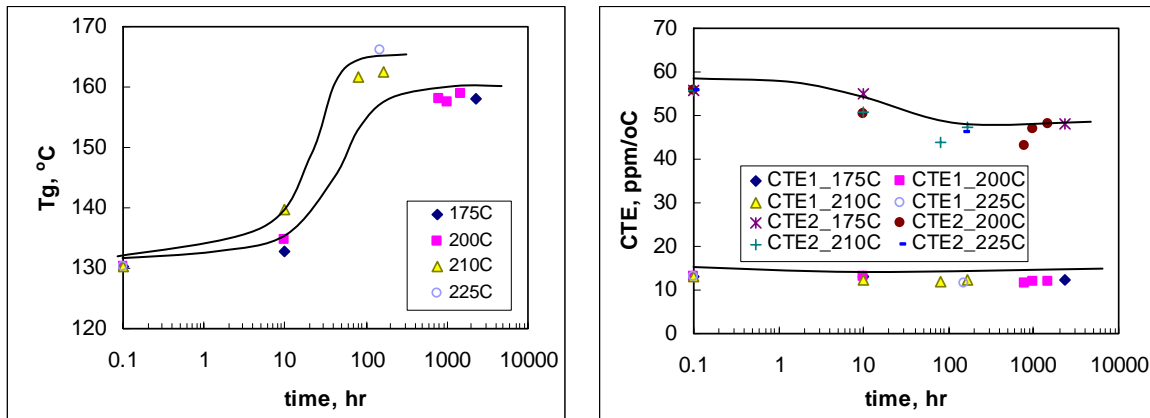 170
160
150
140
130
120
Tg, °C
0.1 1 10 100 1000 10000
time, hr
175C
200C
210C
225C
70
60
50
40
30
20
10
0
CTE, ppm/oC
0.1 1 10 100 1000 10000
time, hr
CTE1_175C CTE1_200C
CTE1_210C CTE1_225C
CTE2_175C CTE2_200C
CTE2_210C CTE2_225C